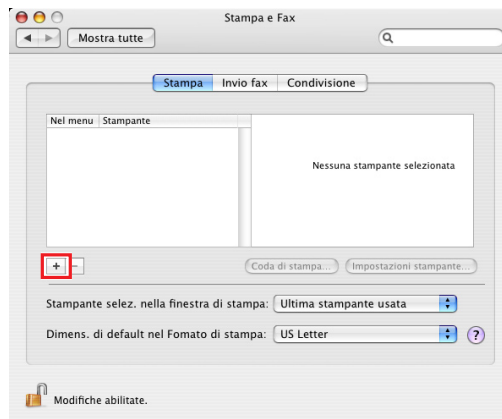 Stampa e Fax
Mostra tutte
Stampa Invio fax Condivisione
Nel menu Stampante
Nessuna stampante selezionata
+ -
Coda di stampa... Impostazioni stampante...
Stampante selez. nella finestra di stampa: Ultima stampante usata
Dimens. di default nel Fomato di stampa: US Letter ?
Modifiche abilitate.